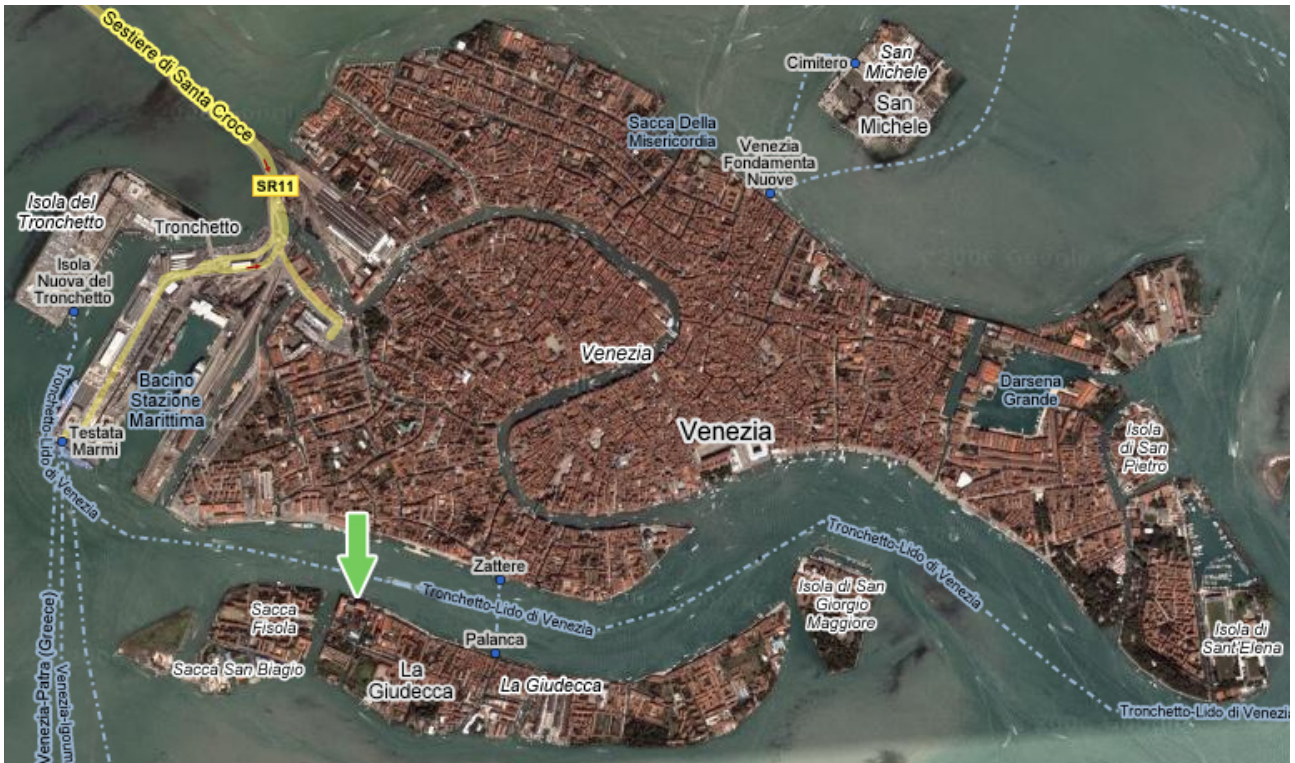 Sestiere di Santa Croce
SR11
Isola del
Tronchetto
Tronchetto
Isola
Nuova del
Tronchetto
Cimitero
San
Michele
San
Michele
Sacca Della
Misericordia
Venezia
Fondamenta
Nuove
Bacino
Stazione
Marittima
Testata
Marmi
Tronchetto-Lido di Venezia
Venezia
Venezia
Darsena
Grande
Isola
di San
Pietro
Zattere
Tronchetto-Lido di Venezia
Tronchetto-Lido di Venezia
Isola di San
Giorgio
Maggiore
Sacca
Fisola
Sacca San Biagio
Palanca
La
Giudecca
La Giudecca
Isola di
Sant'Elena
Tronchetto-Lido di Venezia
Venezia-Patra (Greece)
Venezia-Igoum